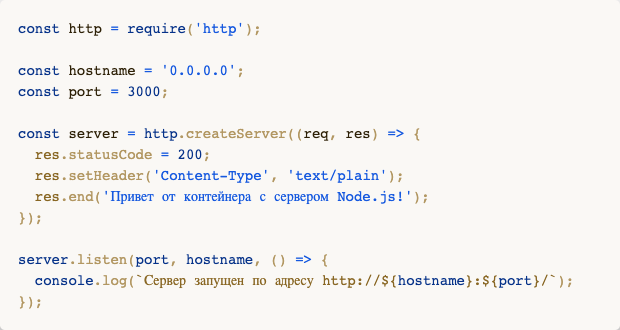 const http = require('http');
const hostname = '0.0.0.0';
const port = 3000;
const server = http.createServer((req, res) => {
  res.statusCode = 200;
  res.setHeader('Content-Type', 'text/plain');
  res.end('Привет от контейнера с сервером Node.js!');
});
server.listen(port, hostname, () => {
  console.log(`Сервер запущен по адресу http://${hostname}:${port}/`);
});